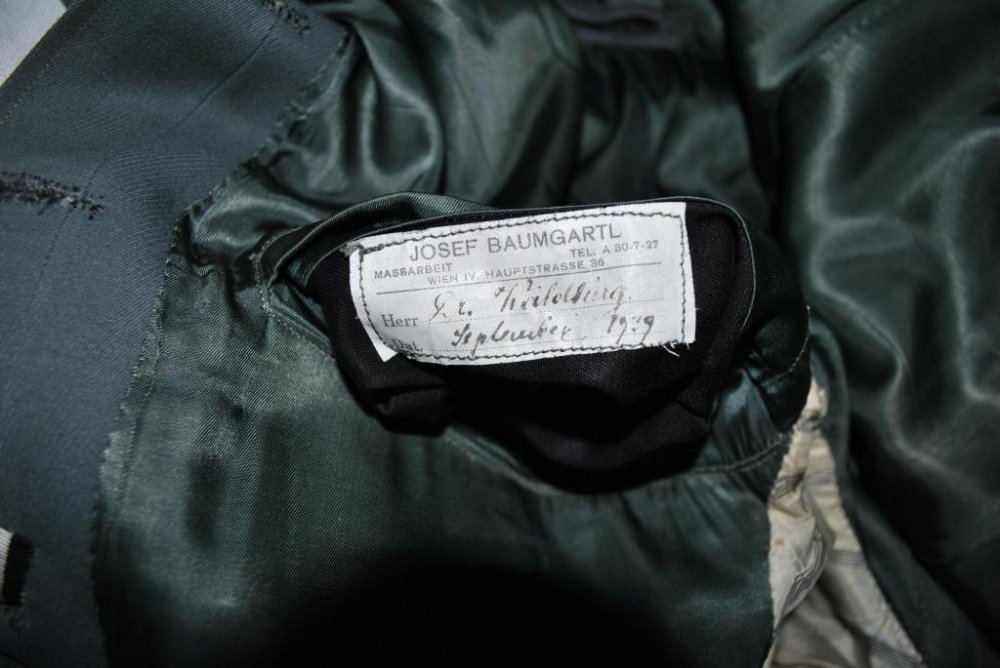 JOSEF BAUMGARTL
MASSARBEIT TEL. A 30-7-27
WIEN IV HAUPTSTRASSE 36
Herr
Dat. September 1939